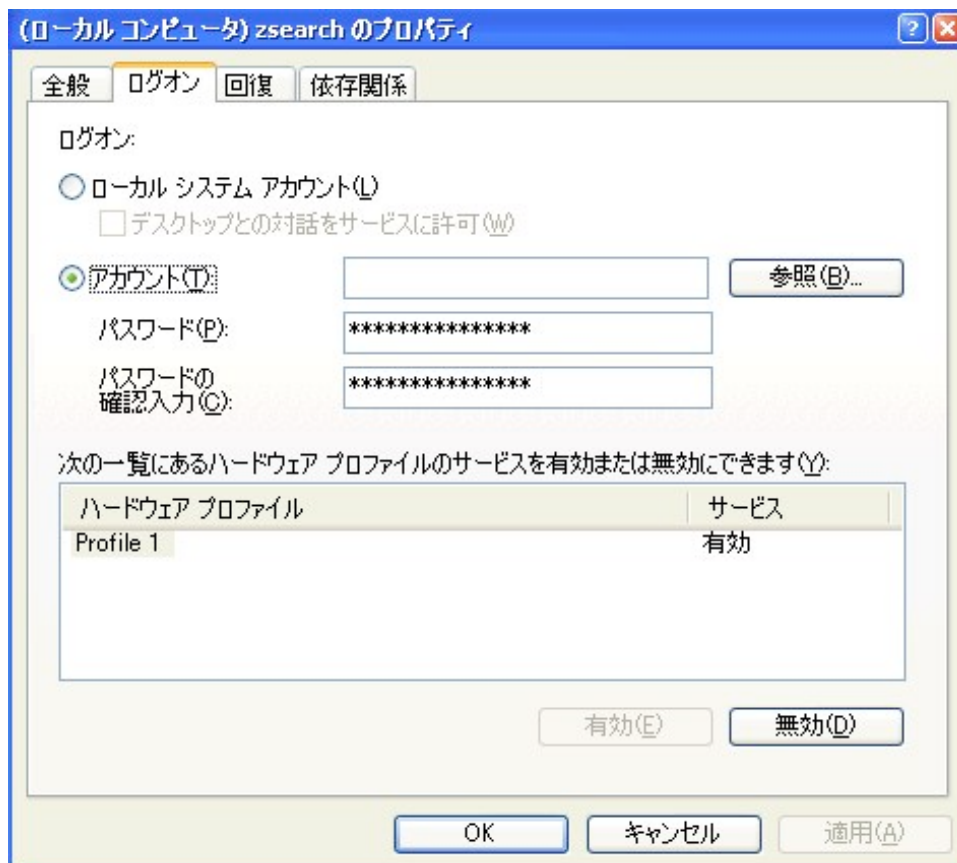 (ローカル コンピュータ) zsearch のプロパティ
全般 ログオン 回復 依存関係
ログオン:
ローカル システム アカウント(L)
デスクトップとの対話をサービスに許可(W)
アカウント(T): 参照(B)...
パスワード(P): ***************
パスワードの
確認入力(C): ***************
次の一覧にあるハードウェア プロファイルのサービスを有効または無効にできます(Y):
ハードウェア プロファイル サービス
Profile 1 有効
有効(E) 無効(D)
OK キャンセル 適用(A)